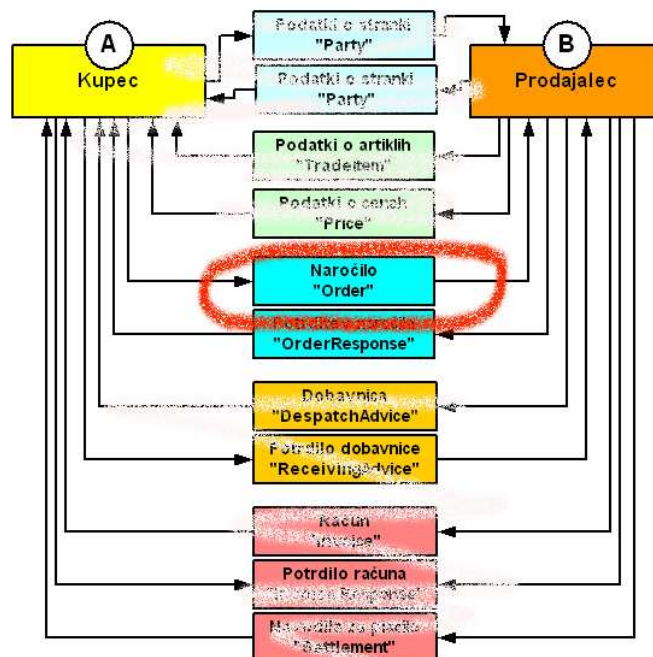 A
B
Kupec
Prodajalec
Podatki o stranki
"Party"
Podatki o stranki
"Party"
Podatki o artiklih
"TradeItem"
Podatki o cenah
"Price"
Naročilo
"Order"
"OrderResponse"
Dobavnica
"DespatchAdvice"
Potrdilo dobavnice
"ReceivingAdvice"
Račun
"Invoice"
Potrdilo računa
"Settlement"